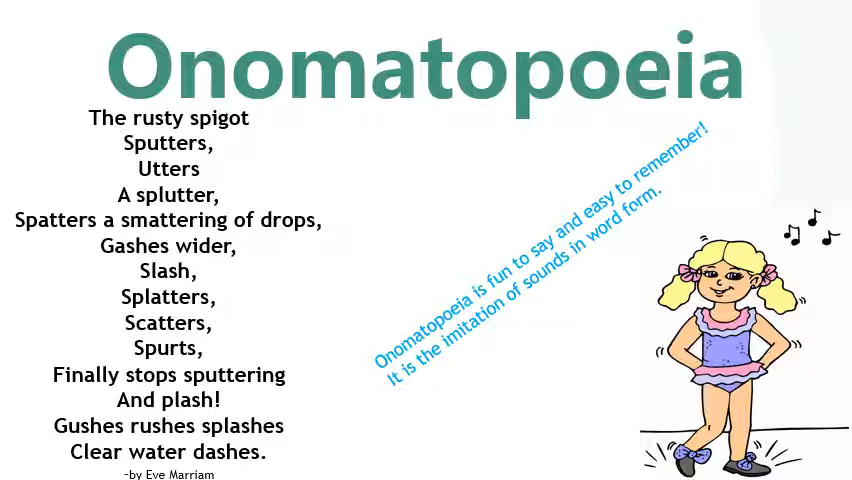 Onomatopoeia
The rusty spigot
Sputters,
Utters
A splutter,
Spatters a smattering of drops,
Gashes wider,
Slash,
Splatters,
Scatters,
Spurts,
Finally stops sputtering
And plash!
Gushes rushes splashes
Clear water dashes.
-by Eve Marriam
Onomatopoeia is fun to say and easy to remember!
It is the imitation of sounds in word form.